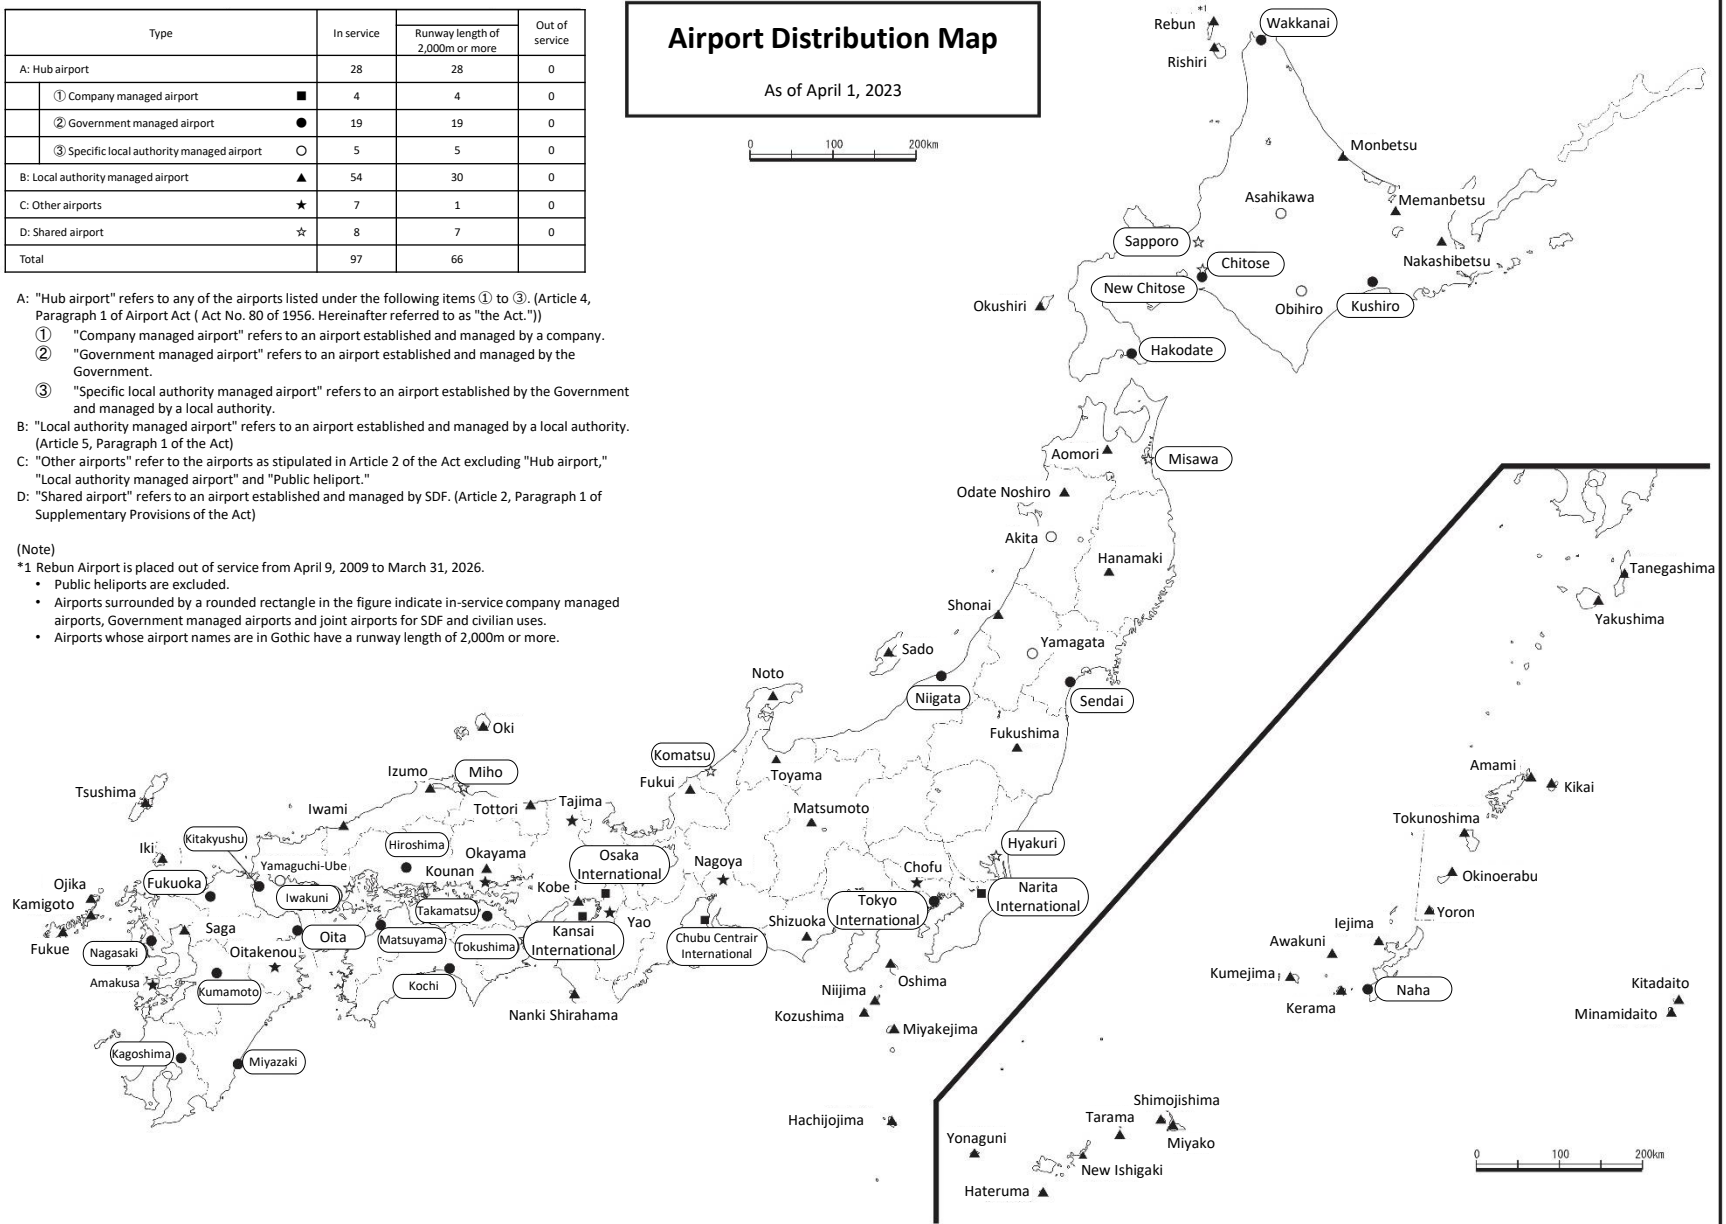 Type
In service
Runway length of
2,000m or more
Out of
service
A: Hub airport 28 28 0
① Company managed airport ■ 4 4 0
② Government managed airport ● 19 19 0
③ Specific local authority managed airport ○ 5 5 0
B: Local authority managed airport ▲ 54 30 0
C: Other airports ★ 7 1 0
D: Shared airport ☆ 8 7 0
Total 97 66
A: "Hub airport" refers to any of the airports listed under the following items ① to ③. (Article 4,
Paragraph 1 of Airport Act ( Act No. 80 of 1956. Hereinafter referred to as "the Act."))
① "Company managed airport" refers to an airport established and managed by a company.
② "Government managed airport" refers to an airport established and managed by the
Government.
③ "Specific local authority managed airport" refers to an airport established by the Government
and managed by a local authority.
B: "Local authority managed airport" refers to an airport established and managed by a local authority.
(Article 5, Paragraph 1 of the Act)
C: "Other airports" refer to the airports as stipulated in Article 2 of the Act excluding "Hub airport,"
"Local authority managed airport" and "Public heliport."
D: "Shared airport" refers to an airport established and managed by SDF. (Article 2, Paragraph 1 of
Supplementary Provisions of the Act)
(Note)
*1 Rebun Airport is placed out of service from April 9, 2009 to March 31, 2026.
• Public heliports are excluded.
• Airports surrounded by a rounded rectangle in the figure indicate in-service company managed
airports, Government managed airports and joint airports for SDF and civilian uses.
• Airports whose airport names are in Gothic have a runway length of 2,000m or more.
Airport Distribution Map
As of April 1, 2023
0 100 200km
Rebun *1
Wakkanai
Rishiri
Monbetsu
Asahikawa
Memanbetsu
Sapporo
Nakashibetsu
Chitose
New Chitose
Okushiri
Obihiro
Kushiro
Hakodate
Aomori
Misawa
Odate Noshiro
Akita
Hanamaki
Shonai
Yamagata
Sado
Niigata
Sendai
Noto
Fukushima
Oki
Komatsu
Toyama
Fukui
Izumo
Miho
Tsushima
Tottori
Tajima
Iwami
Matsumoto
Kitakyushu
Hiroshima
Hyakuri
Iki
Okayama
Osaka
International
Nagoya
Chofu
Yamaguchi-Ube
Kounan
Fukuoka
Kobe
Narita
International
Ojika
Iwakuni
Tokyo
International
Kamigoto
Takamatsu
Yao
Shizuoka
Saga
Oita
Matsuyama
Kansai
International
Fukue
Tokushima
Chubu Centrair
International
Nagasaki
Oitakenou
Amakusa
Kumamoto
Kochi
Oshima
Niijima
Nanki Shirahama
Kozushima
Miyakejima
Kagoshima
Miyazaki
Hachijojima
Tanegashima
Yakushima
Amami
Kikai
Tokunoshima
Okinoerabu
Yoron
Iejima
Awakuni
Kumejima
Kerama
Naha
Kitadaito
Minamidaito
Shimojishima
Tarama
Miyako
Yonaguni
New Ishigaki
Hateruma
0 100 200km